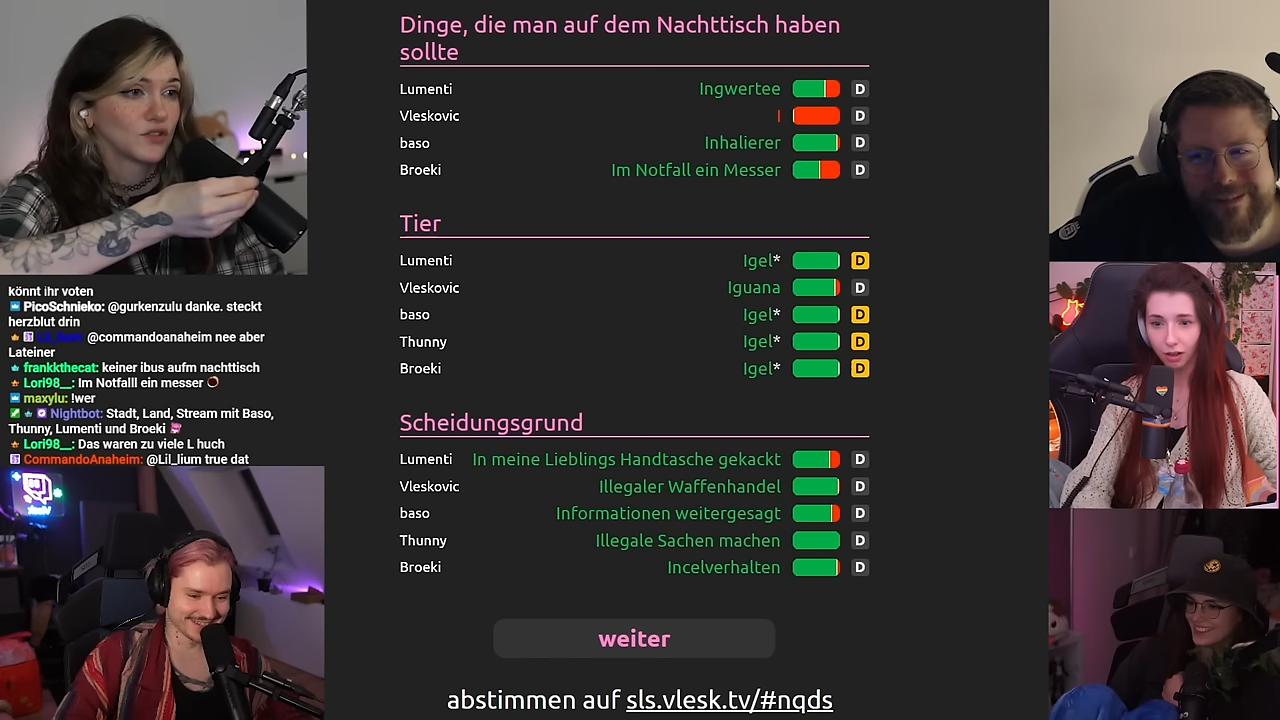 Dinge, die man auf dem Nachttisch haben
sollte
Lumenti Ingwertee D
Vleskovic I D
baso Inhalierer D
Broeki Im Notfall ein Messer D
Tier
Lumenti Igel* D
Vleskovic Iguana D
baso Igel* D
Thunny Igel* D
Broeki Igel* D
Scheidungsgrund
Lumenti In meine Lieblings Handtasche gekackt D
Vleskovic Illegaler Waffenhandel D
baso Informationen weitergesagt D
Thunny Illegale Sachen machen D
Broeki Incelverhalten D
weiter
abstimmen auf sls.vlesk.tv/#nqds
könnt ihr voten
PicoSchnieko: @gurkenzulu danke. steckt
herzblut drin
@commandoanaheim nee aber
Lateiner
frankkthecat: keiner ibus aufm nachttisch
Lori98__: Im Notfalll ein messer
maxylu: !wer
Nightbot: Stadt, Land, Stream mit Baso,
Thunny, Lumenti und Broeki
Lori98__: Das waren zu viele L huch
CommandoAnaheim: @Lil_lium true dat